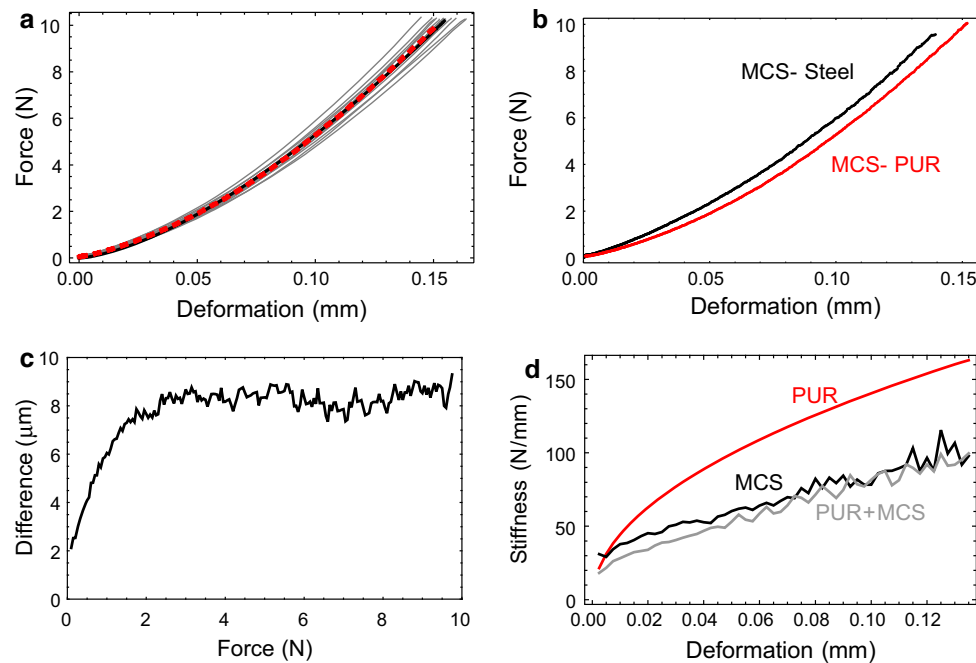 a
10
8
6
4
2
0
Force (N)
0.00 0.05 0.10 0.15
Deformation (mm)
b
10
8
6
4
2
0
Force (N)
MCS- Steel
MCS- PUR
0.00 0.05 0.10 0.15
Deformation (mm)
c
10
8
6
4
2
0
Difference (μm)
0 2 4 6 8 10
Force (N)
d
150
100
50
0
Stiffness (N/mm)
PUR
MCS
PUR+MCS
0.00 0.02 0.04 0.06 0.08 0.10 0.12
Deformation (mm)